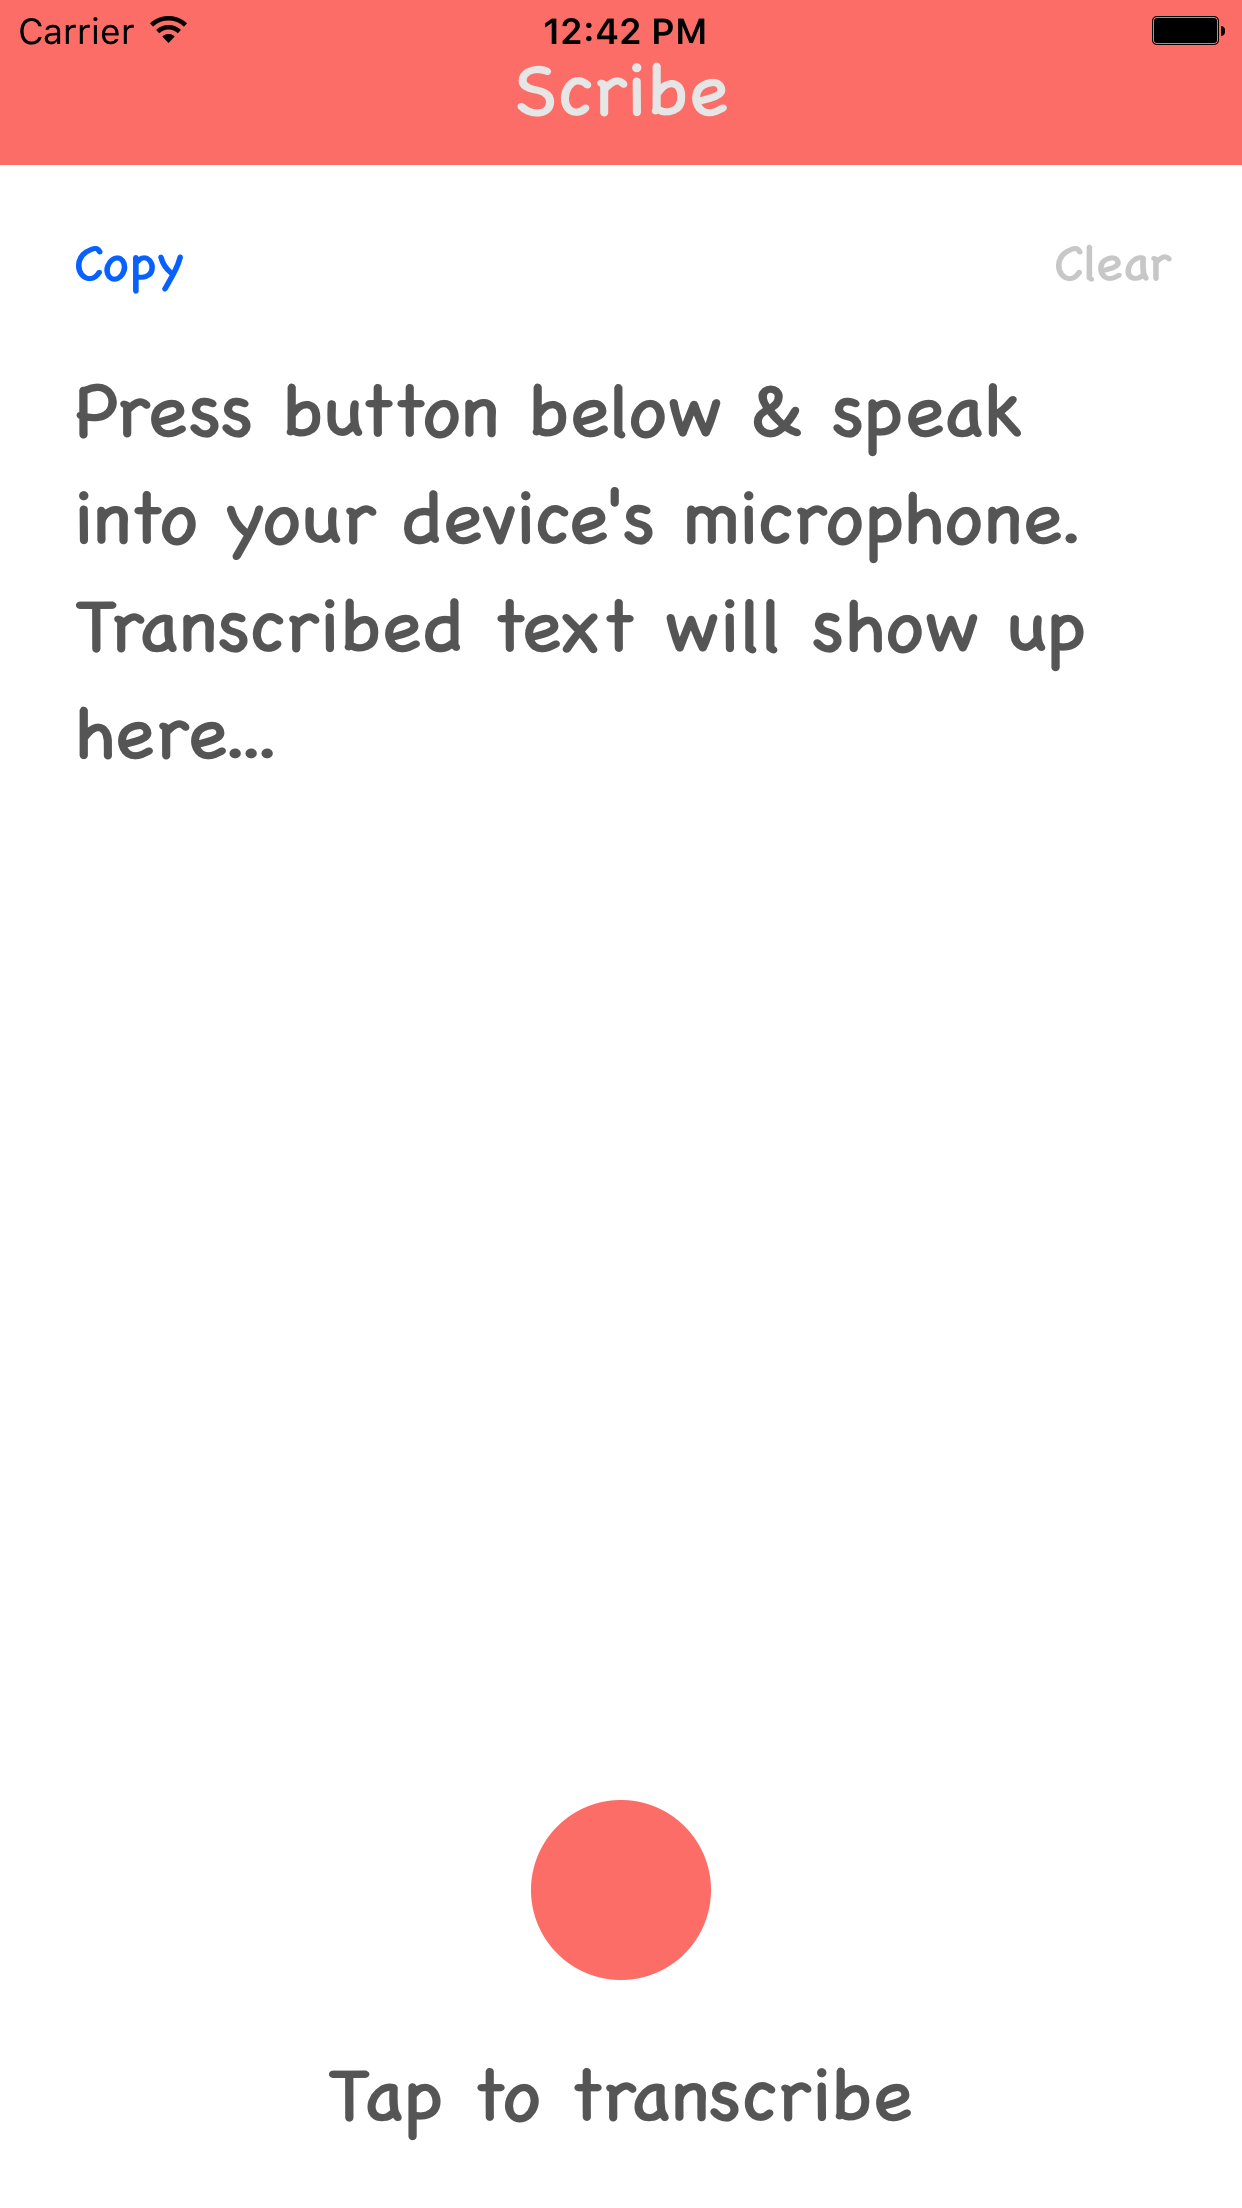 Carrier 12:42 PM
Scribe
Copy Clear
Press button below & speak
into your device's microphone.
Transcribed text will show up
here...
Tap to transcribe